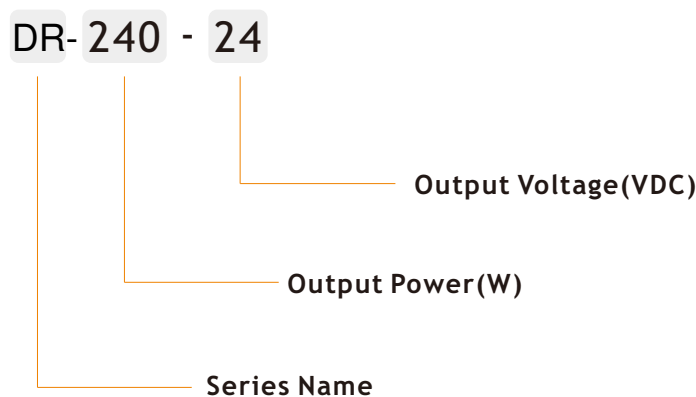 DR- 240 - 24
Output Voltage(VDC)
Output Power(W)
Series Name